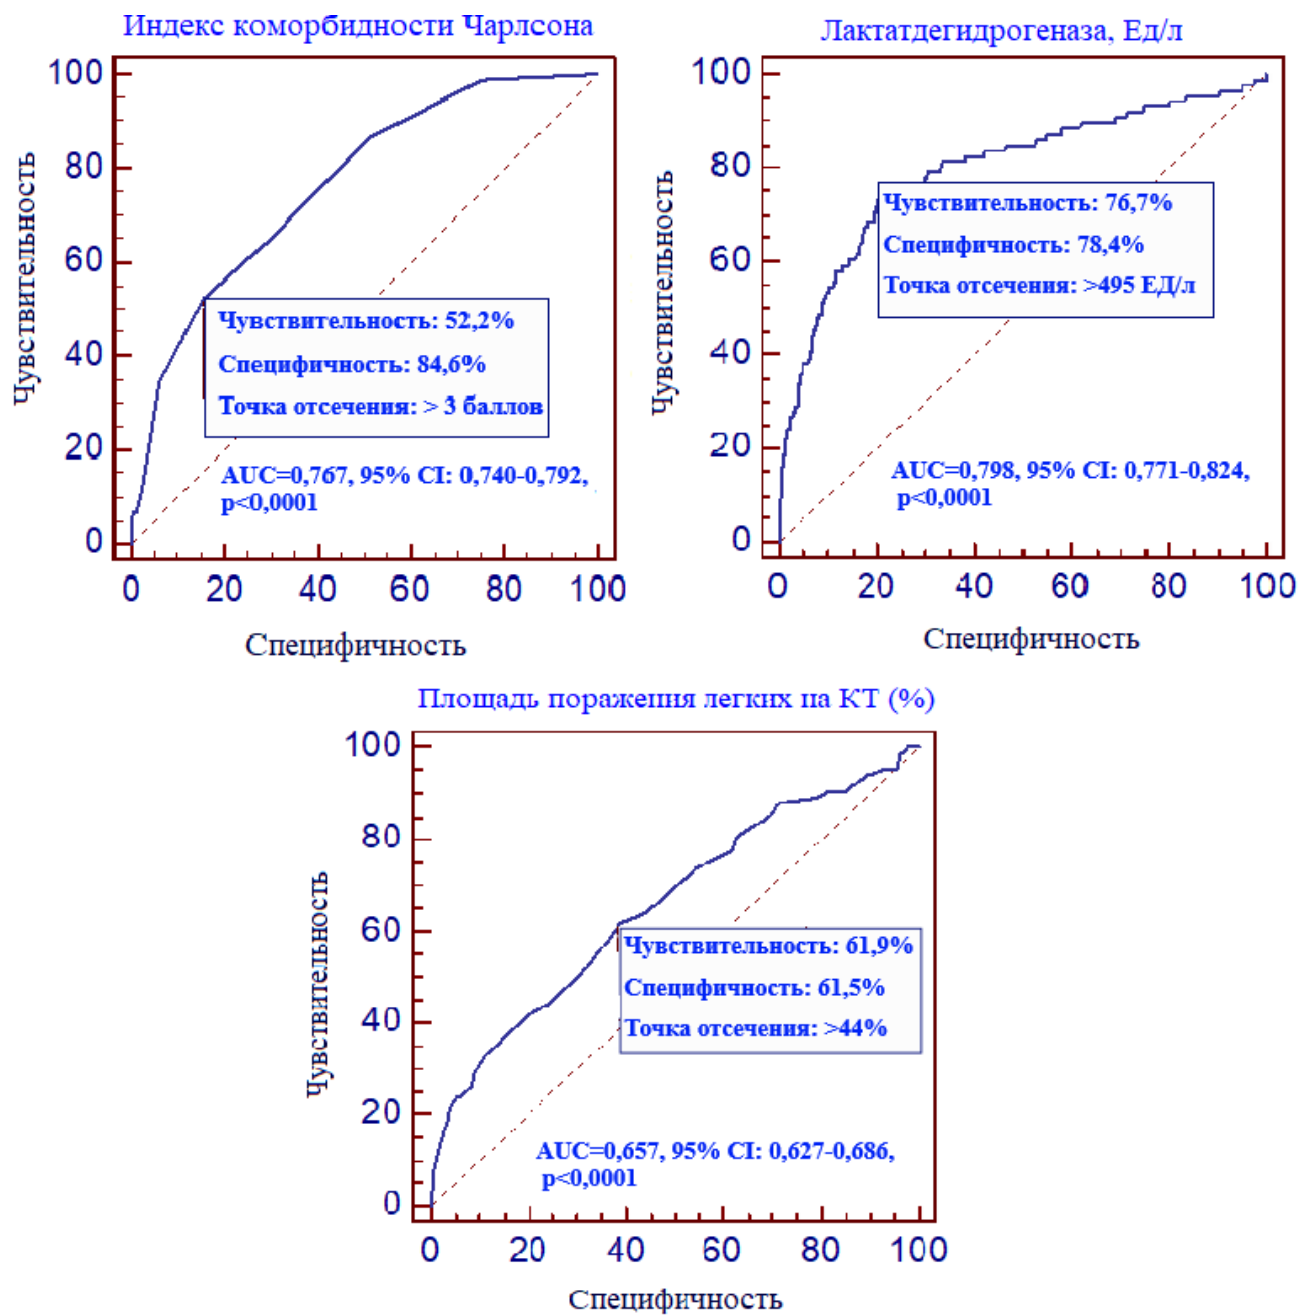 Индекс коморбидности Чарлсона
100
80
60
40
20
0
Чувствительность
Чувствительность: 52,2%
Специфичность: 84,6%
Точка отсечения: > 3 баллов
AUC=0,767, 95% CI: 0,740-0,792,
p<0,0001
0 20 40 60 80 100
Специфичность
Лактатдегидрогеназа, Ед/л
100
80
60
40
20
0
Чувствительность
Чувствительность: 76,7%
Специфичность: 78,4%
Точка отсечения: >495 ЕД/л
AUC=0,798, 95% CI: 0,771-0,824,
p<0,0001
0 20 40 60 80 100
Специфичность
Площадь поражения легких на КТ (%)
100
80
60
40
20
0
Чувствительность
Чувствительность: 61,9%
Специфичность: 61,5%
Точка отсечения: >44%
AUC=0,657, 95% CI: 0,627-0,686,
p<0,0001
0 20 40 60 80 100
Специфичность